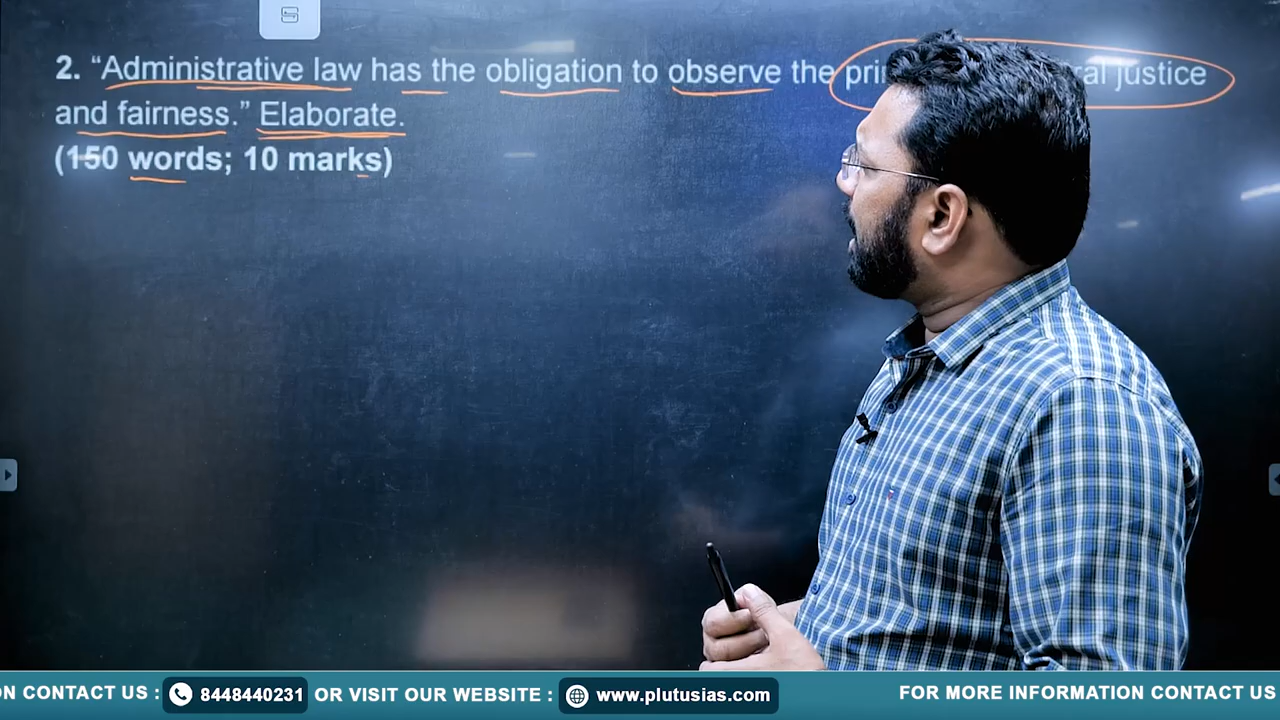 2. “Administrative law has the obligation to observe the justice
and fairness.” Elaborate.
(150 words; 10 marks)
CONTACT US : 8448440231 OR VISIT OUR WEBSITE : www.plutusias.com FOR MORE INFORMATION CONTACT US